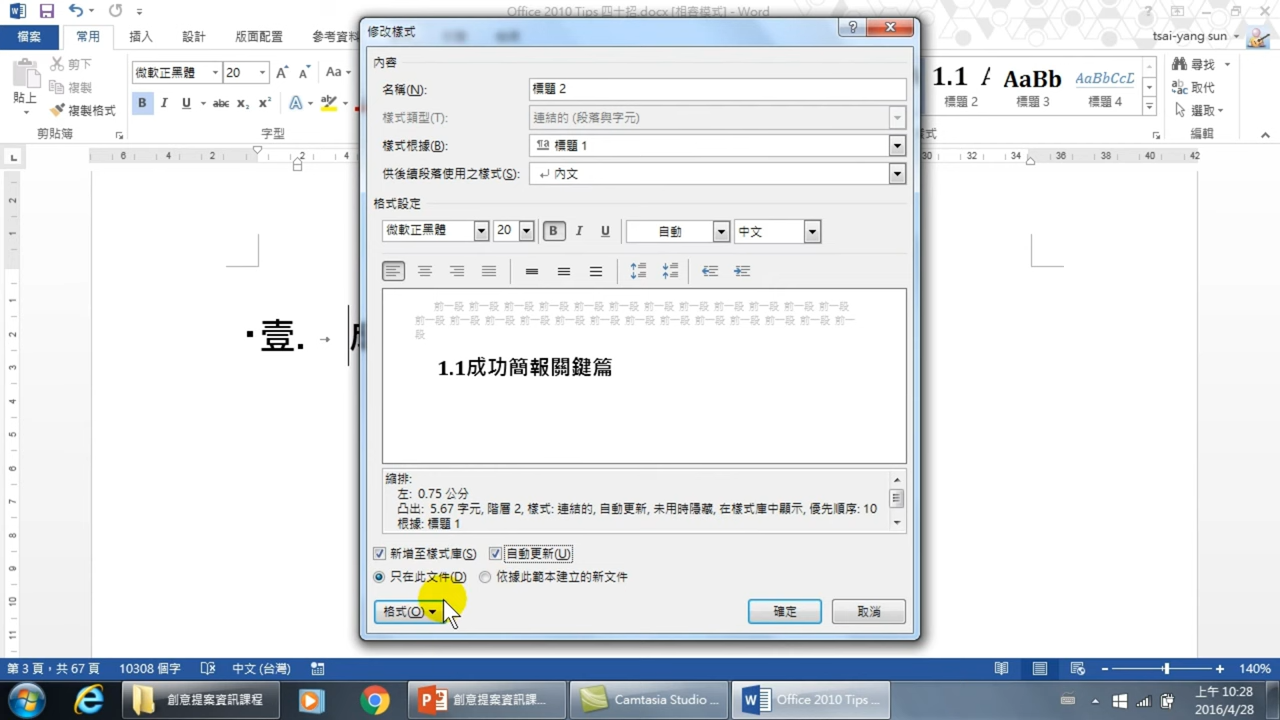 Office 2010 Tips 四十招.docx [相容模式] - Word
檔案 常用 插入 設計 版面配置 參考資料
tsai-yang sun
剪下
複製
貼上 複製格式
剪貼簿
微軟正黑體 20
字型
1.1 AaBb AaBbCcD
標題 2 標題 3 標題 4
尋找
取代
選取
編輯
修改樣式
內容
名稱(N): 標題 2
樣式類型(T): 連結的 (段落與字元)
樣式根據(B): 標題 1
供後續段落使用之樣式(S): 內文
格式設定
微軟正黑體 20 B I U 自動 中文
前一段 前一段 前一段 前一段 前一段 前一段 前一段 前一段 前一段 前一段 前一段 前一段
前一段 前一段 前一段 前一段 前一段 前一段 前一段 前一段 前一段 前一段 前一段 前一
段
1.1成功簡報關鍵篇
縮排:
左: 0.75 公分
凸出: 5.67 字元, 階層 2, 樣式: 連結的, 自動更新, 未用時隱藏, 在樣式庫中顯示, 優先順序: 10
根據: 標題 1
新增至樣式庫(S) 自動更新(U)
只在此文件(D) 依據此範本建立的新文件
格式(O) 確定 取消
6 4 2 2 4 30 32 34 36 38 40 42
壹.
第 3 頁，共 67 頁 10308 個字 中文 (台灣) 140%
創意提案資訊課程 創意提案資訊課... Camtasia Studio ... Office 2010 Tips ...
上午 10:28
2016/4/28